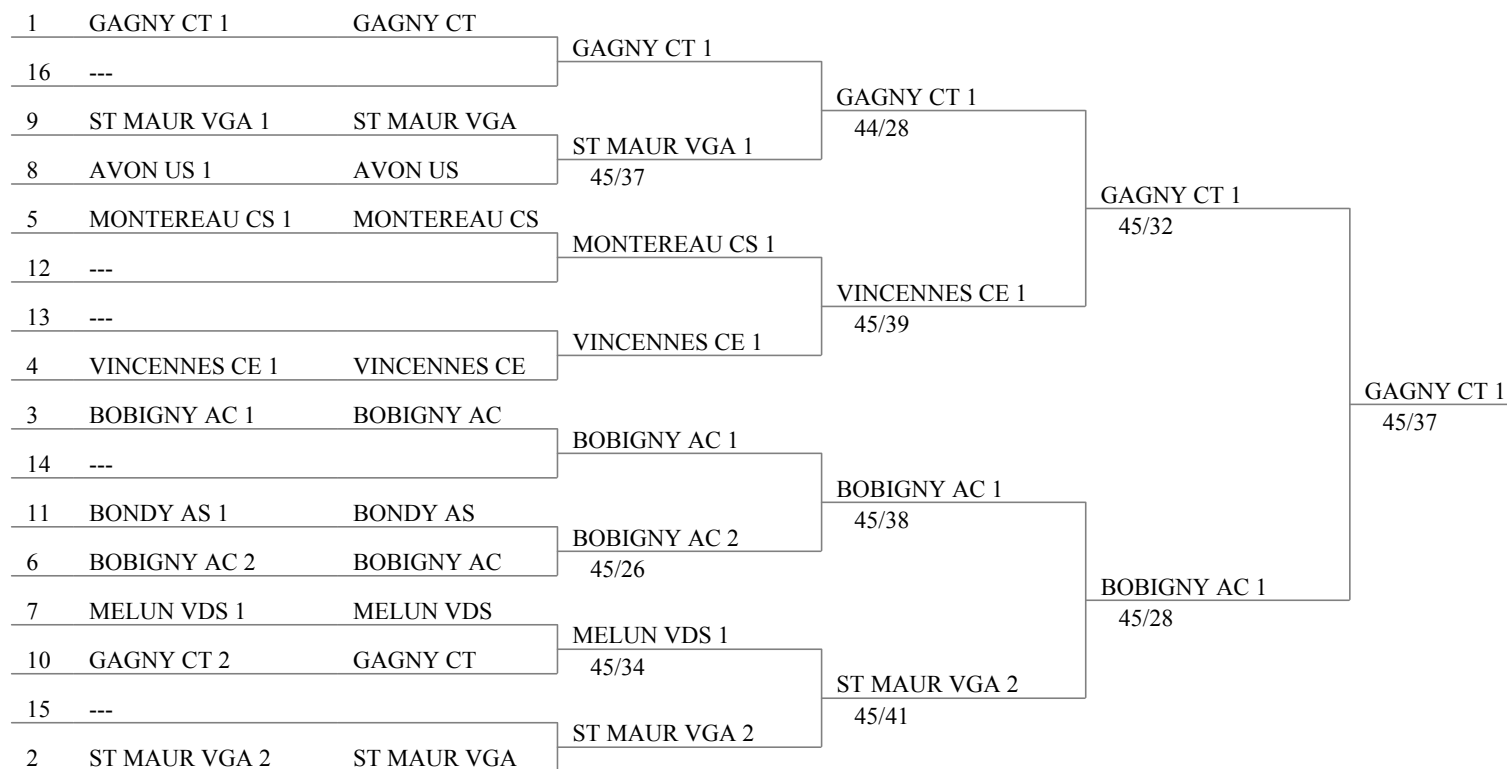 1 GAGNY CT 1 GAGNY CT
16 ---
9 ST MAUR VGA 1 ST MAUR VGA
8 AVON US 1 AVON US
5 MONTEREAU CS 1 MONTEREAU CS
12 ---
13 ---
4 VINCENNES CE 1 VINCENNES CE
3 BOBIGNY AC 1 BOBIGNY AC
14 ---
11 BONDY AS 1 BONDY AS
6 BOBIGNY AC 2 BOBIGNY AC
7 MELUN VDS 1 MELUN VDS
10 GAGNY CT 2 GAGNY CT
15 ---
2 ST MAUR VGA 2 ST MAUR VGA
GAGNY CT 1
ST MAUR VGA 1
45/37
MONTEREAU CS 1
VINCENNES CE 1
BOBIGNY AC 1
BOBIGNY AC 2
45/26
MELUN VDS 1
45/34
ST MAUR VGA 2
GAGNY CT 1
44/28
VINCENNES CE 1
45/39
BOBIGNY AC 1
45/38
ST MAUR VGA 2
45/41
GAGNY CT 1
45/32
BOBIGNY AC 1
45/28
GAGNY CT 1
45/37